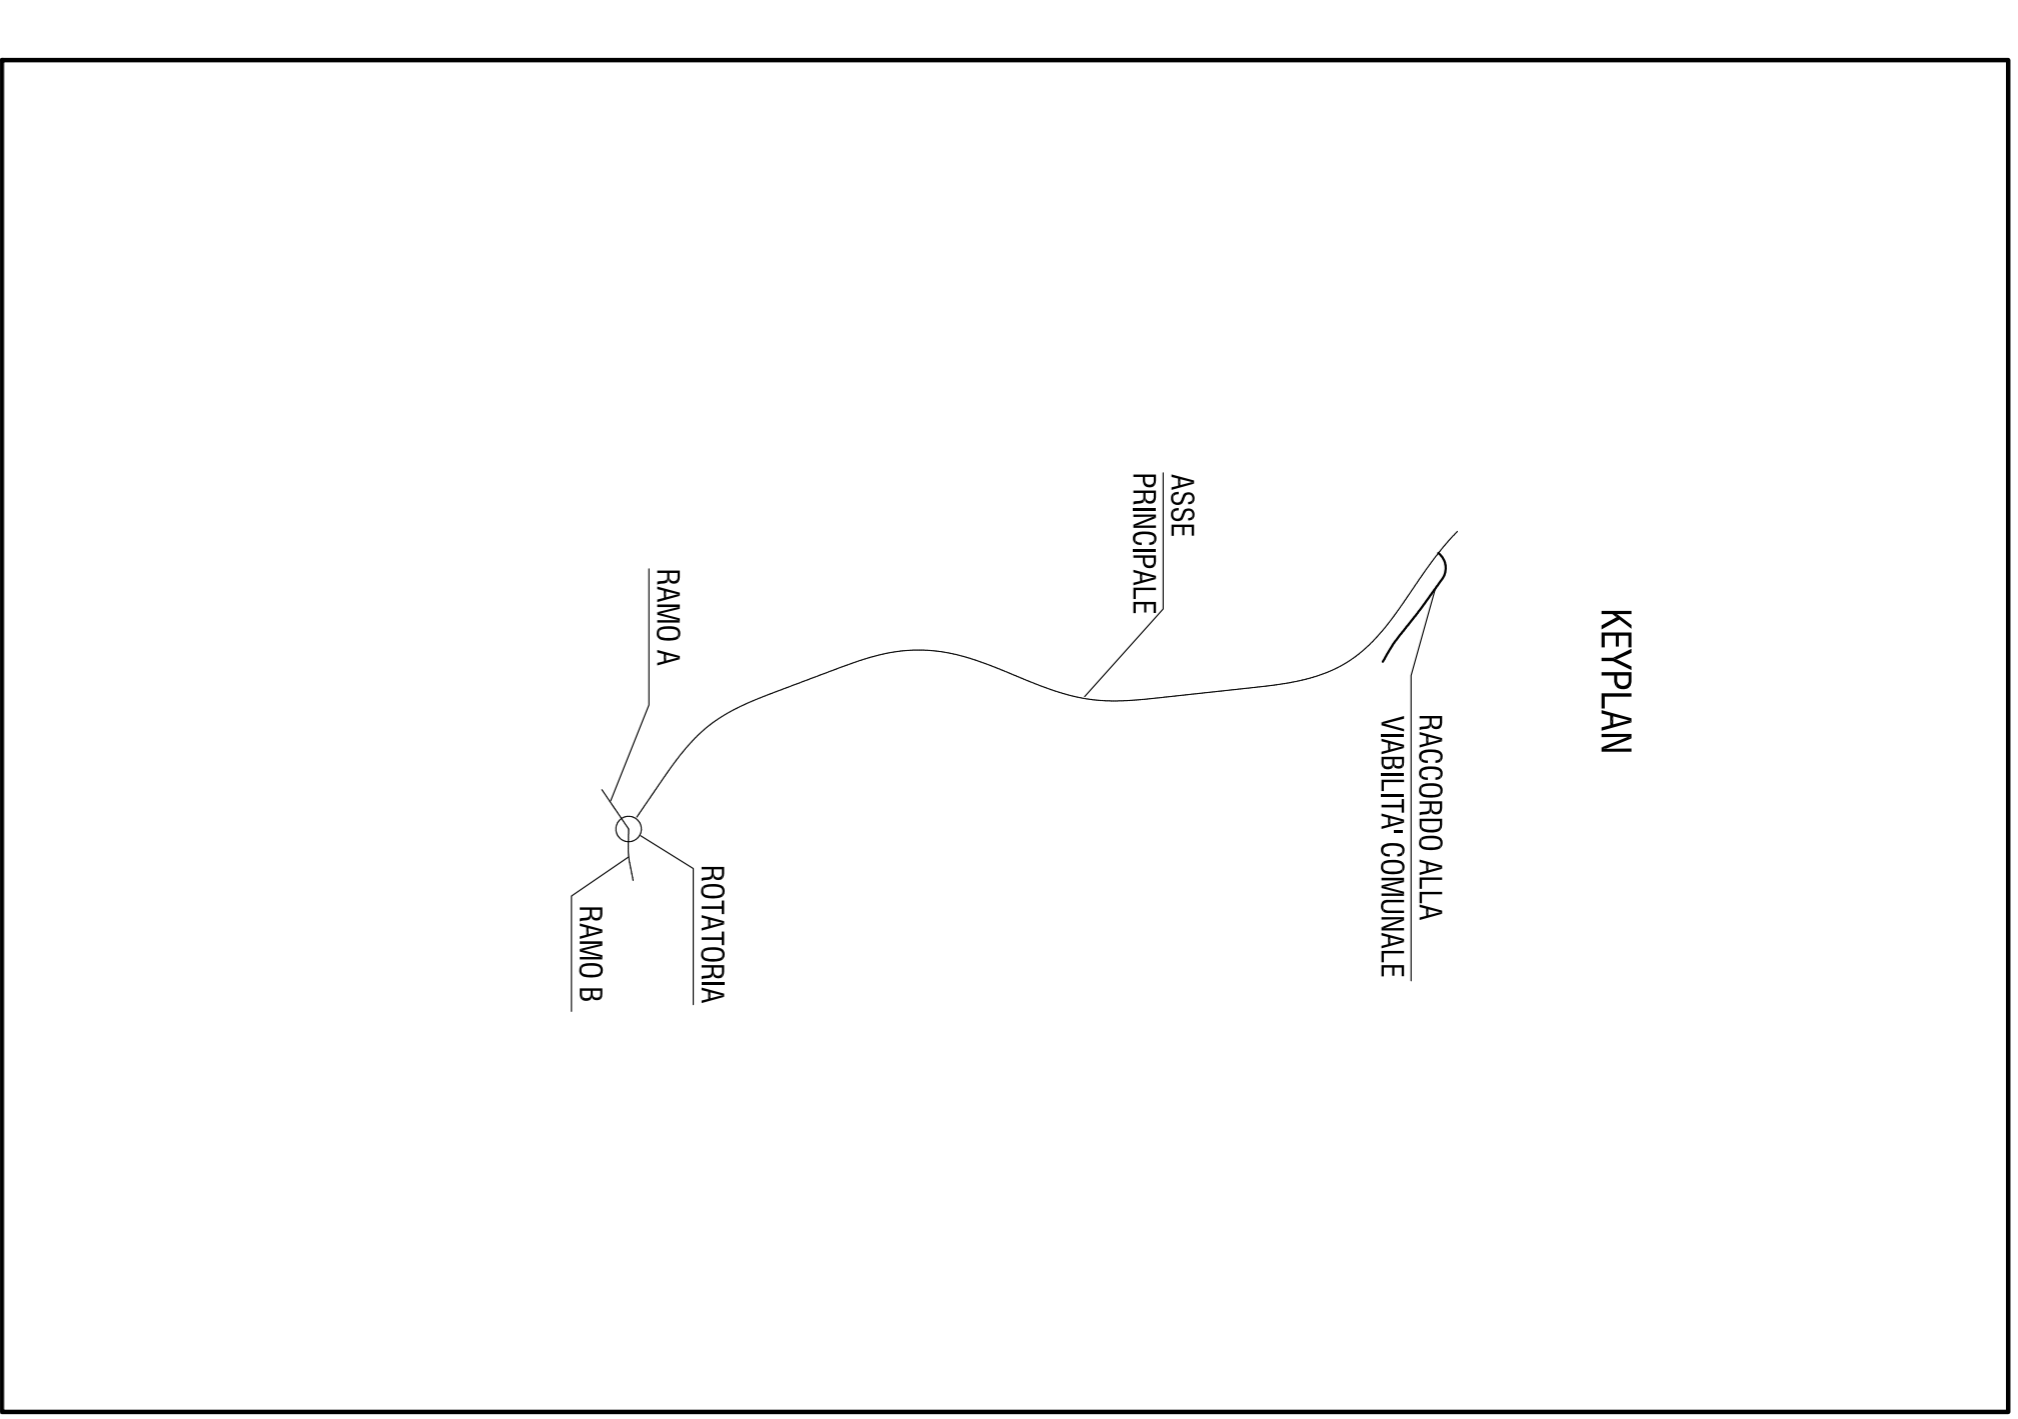 KEYPLAN
RACCORDO ALLA
VIABILITA' COMUNALE
ASSE
PRINCIPALE
ROTATORIA
RAMO A
RAMO B